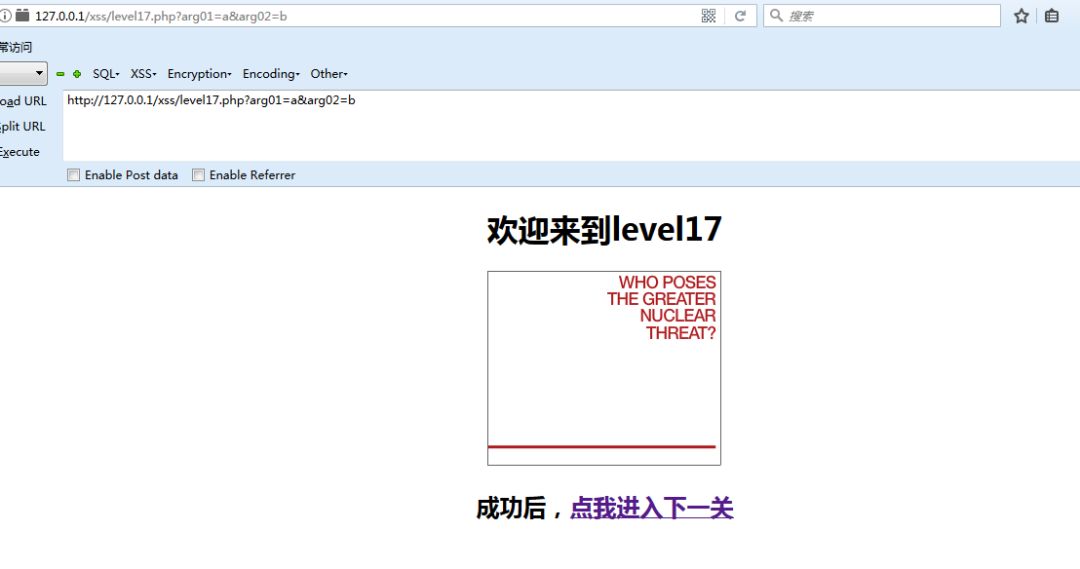 127.0.0.1/xss/level17.php?arg01=a&arg02=b
搜索
常访问
SQL XSS Encryption Encoding Other
oad URL
http://127.0.0.1/xss/level17.php?arg01=a&arg02=b
plit URL
Execute
Enable Post data Enable Referrer
欢迎来到level17
WHO POSES
THE GREATER
NUCLEAR
THREAT?
成功后，点我进入下一关